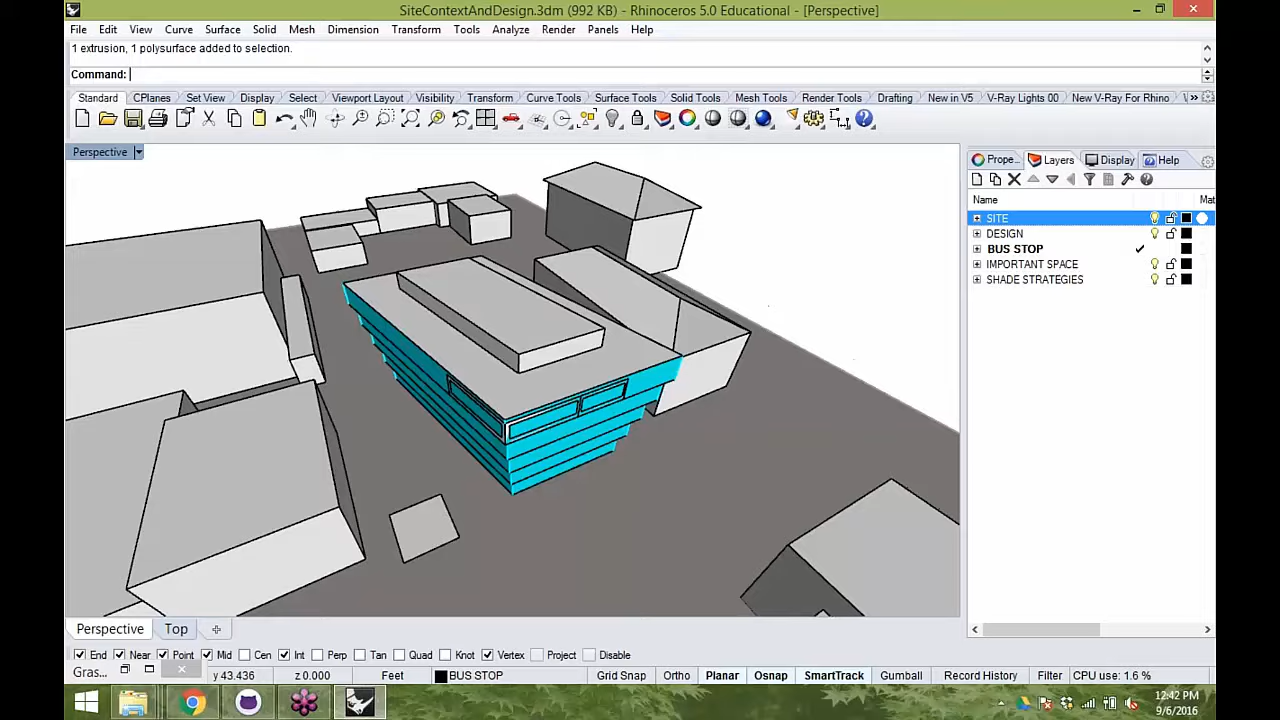 SiteContextAndDesign.3dm (992 KB) - Rhinoceros 5.0 Educational - [Perspective]
File Edit View Curve Surface Solid Mesh Dimension Transform Tools Analyze Render Panels Help
1 extrusion, 1 polysurface added to selection.
Command:
Standard CPlanes Set View Display Select Viewport Layout Visibility Transform Curve Tools Surface Tools Solid Tools Mesh Tools Render Tools Drafting New in V5 V-Ray Lights 00 New V-Ray For Rhino
Perspective
Prope... Layers Display Help
Name Mat
SITE
DESIGN
BUS STOP
IMPORTANT SPACE
SHADE STRATEGIES
Perspective Top
End Near Point Mid Cen Int Perp Tan Quad Knot Vertex Project Disable
Gras... y 43.436 z 0.000 Feet BUS STOP Grid Snap Ortho Planar Osnap SmartTrack Gumball Record History Filter CPU use: 1.6 %
12:42 PM
9/6/2016